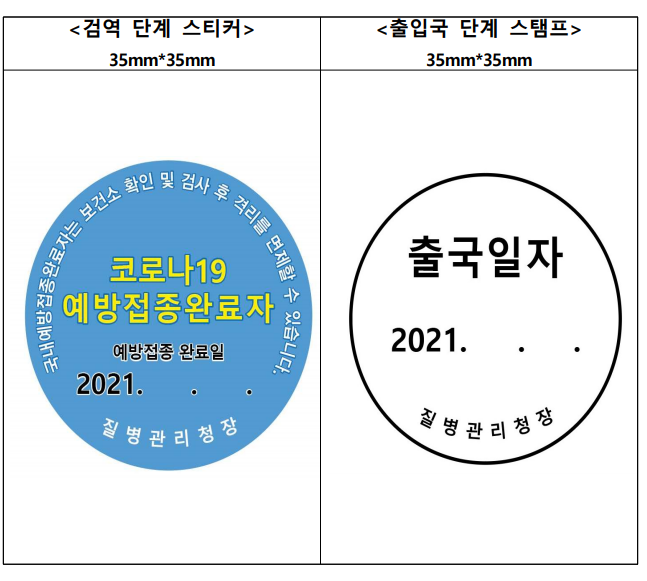 <검역 단계 스티커>
35mm*35mm
국내예방접종완료자는 보건소 확인 및 검사 후 격리를 면제할 수 있습니다.
코로나19
예방접종완료자
예방접종 완료일
2021. . .
질병관리청장
<출입국 단계 스탬프>
35mm*35mm
출국일자
2021. . .
질병관리청장